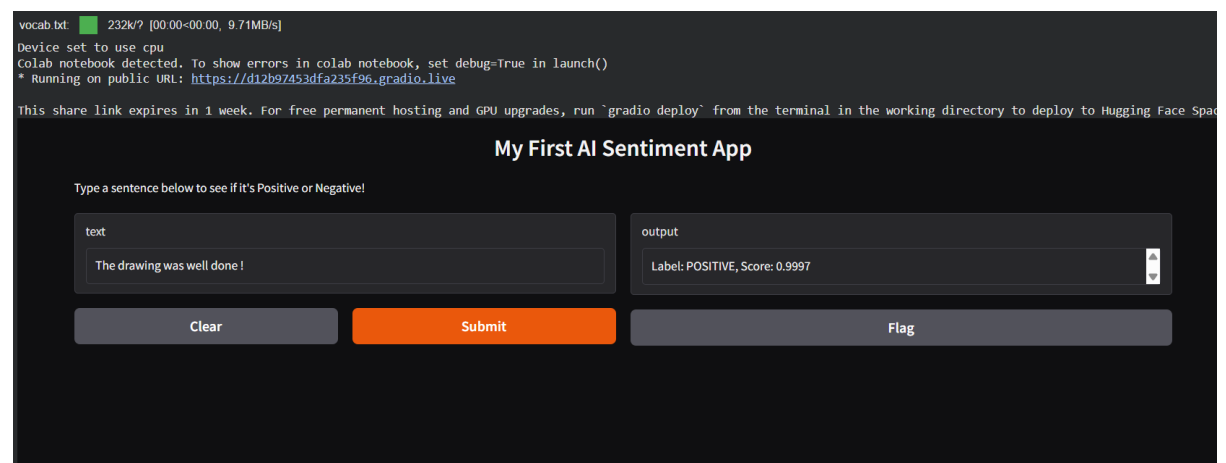 vocab.txt: 232k/? [00:00<00:00, 9.71MB/s]
Device set to use cpu
Colab notebook detected. To show errors in colab notebook, set debug=True in launch()
* Running on public URL: https://d12b97453dfa235f96.gradio.live
This share link expires in 1 week. For free permanent hosting and GPU upgrades, run `gradio deploy` from the terminal in the working directory to deploy to Hugging Face Spac
My First AI Sentiment App
Type a sentence below to see if it's Positive or Negative!
text
The drawing was well done !
output
Label: POSITIVE, Score: 0.9997
Clear
Submit
Flag